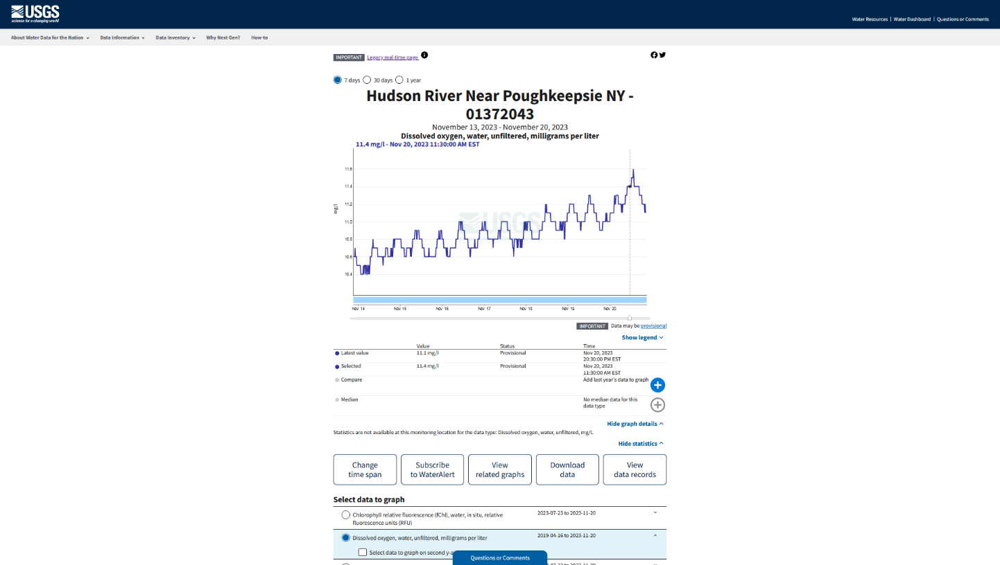 USGS
science for a changing world
Water Resources | Water Dashboard | Questions or Comments
About Water Data for the Nation Data Information Data Inventory Why Next Gen? How-to
IMPORTANT Legacy real-time page
7 days 30 days 1 year
Hudson River Near Poughkeepsie NY -
01372043
November 13, 2023 - November 20, 2023
Dissolved oxygen, water, unfiltered, milligrams per liter
11.4 mg/l - Nov 20, 2023 11:30:00 AM EST
11.6
11.4
11.2
11.0
10.8
10.6
10.4
mg/l
USGS
Nov 14 Nov 15 Nov 16 Nov 17 Nov 18 Nov 19 Nov 20
IMPORTANT Data may be provisional
Show legend
Value Status Time
Latest value 11.1 mg/l Provisional Nov 20, 2023
20:30:00 PM EST
Selected 11.4 mg/l Provisional Nov 20, 2023
11:30:00 AM EST
Compare Add last year's data to graph
Median No median data for this
data type
Hide graph details
Statistics are not available at this monitoring location for the data type: Dissolved oxygen, water, unfiltered, mg/L
Hide statistics
Change Subscribe View Download View
time span to WaterAlert related graphs data data records
Select data to graph
Chlorophyll relative fluorescence (fChl), water, in situ, relative 2023-07-23 to 2023-11-20
fluorescence units (RFU)
Dissolved oxygen, water, unfiltered, milligrams per liter 2019-04-16 to 2023-11-20
Select data to graph on second y-a
Questions or Comments